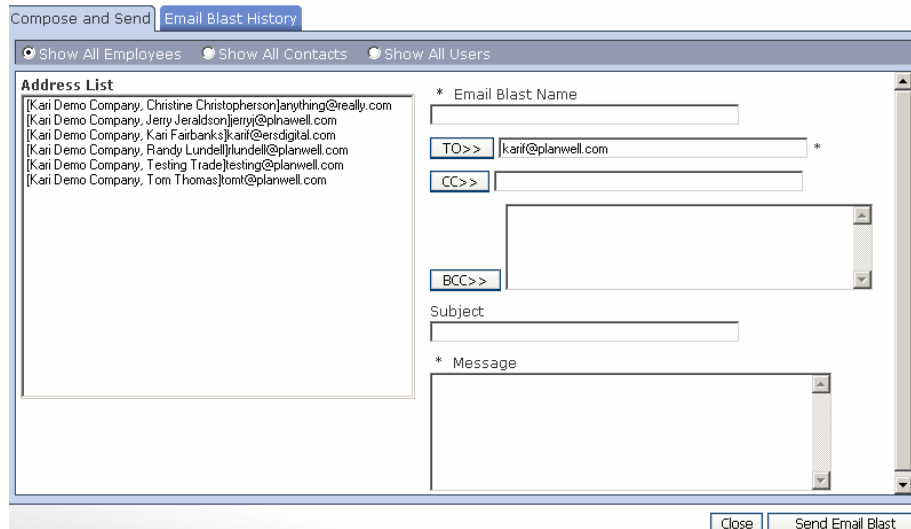 Compose and Send Email Blast History
Show All Employees Show All Contacts Show All Users
Address List
[Kari Demo Company, Christine Christopherson]anything@really.com
[Kari Demo Company, Jerry Jeraldson]jerryj@plnawell.com
[Kari Demo Company, Kari Fairbanks]karif@ersdigital.com
[Kari Demo Company, Randy Lundell]rlundell@planwell.com
[Kari Demo Company, Testing Trade]testing@planwell.com
[Kari Demo Company, Tom Thomas]tomt@planwell.com
* Email Blast Name
TO>> karif@planwell.com *
CC>>
BCC>>
Subject
* Message
Close Send Email Blast